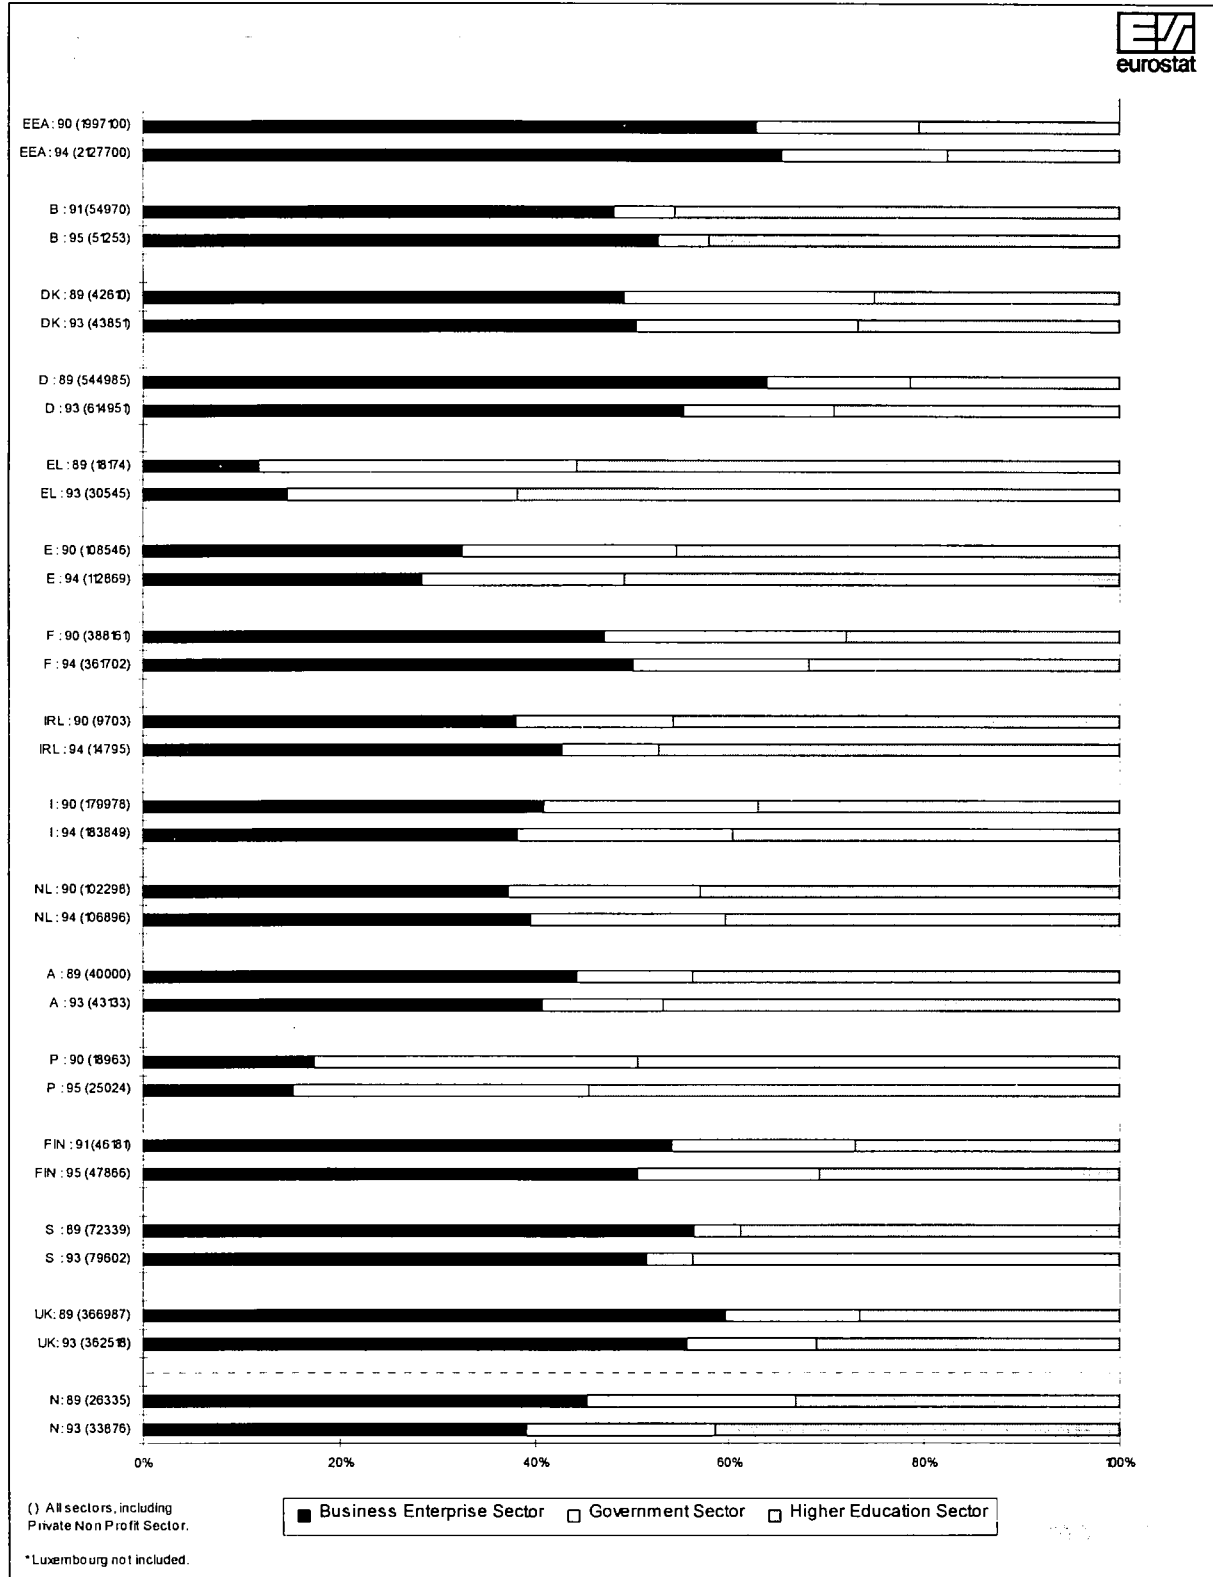 eurostat
EEA: 90 (1997100)
EEA: 94 (2127700)
B : 91 (54970)
B : 95 (51253)
DK : 89 (42610)
DK : 93 (43851)
D : 89 (544985)
D : 93 (614951)
EL : 89 (18174)
EL : 93 (30545)
E : 90 (108546)
E : 94 (112869)
F : 90 (388161)
F : 94 (361702)
IRL : 90 (9703)
IRL : 94 (14795)
I : 90 (179978)
I : 94 (183849)
NL : 90 (102298)
NL : 94 (106896)
A : 89 (40000)
A : 93 (43133)
P : 90 (18963)
P : 95 (25024)
FIN : 91 (46181)
FIN : 95 (47866)
S : 89 (72339)
S : 93 (79602)
UK: 89 (366987)
UK: 93 (362518)
N: 89 (26335)
N: 93 (33876)
0% 20% 40% 60% 80% 100%
Business Enterprise Sector Government Sector Higher Education Sector
( ) All sectors, including
Private Non Profit Sector.
*Luxembourg not included.